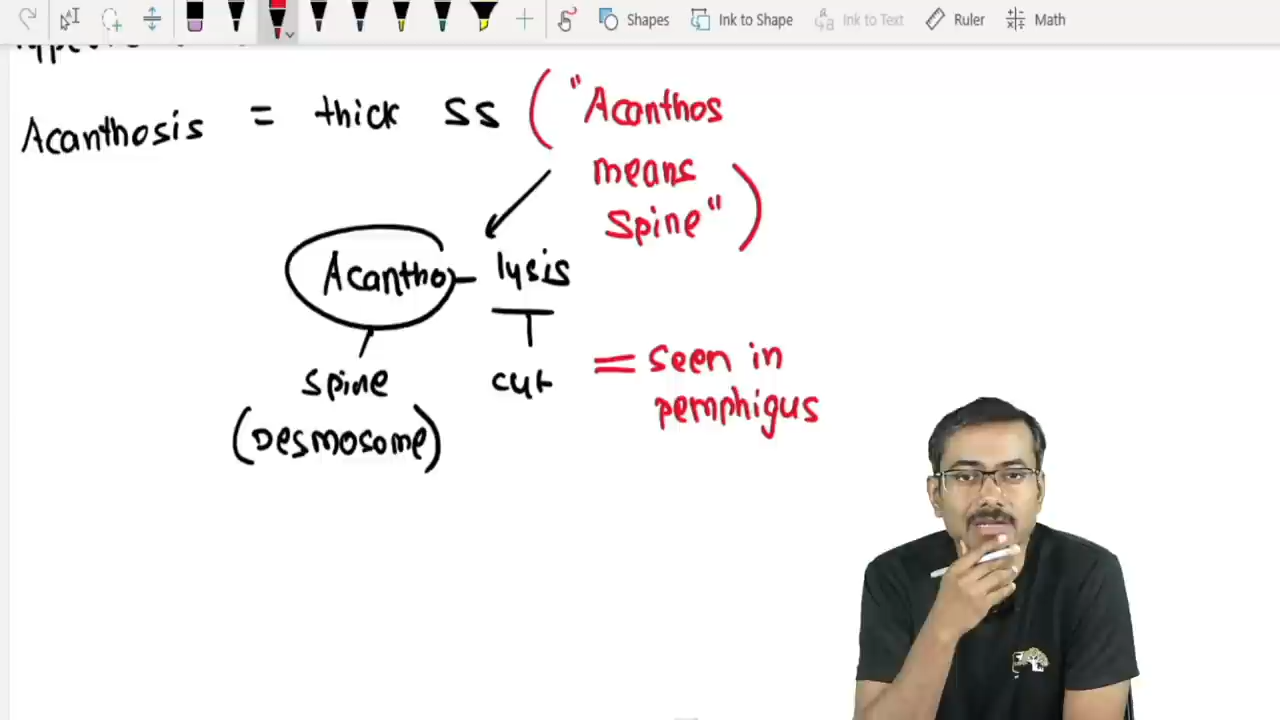 Shapes Ink to Shape Ink to Text Ruler Math
Acanthosis = thick ss ("Acanthos
means
spine")
Acantho - lysis
spine cut = seen in
(Desmosome) pemphigus